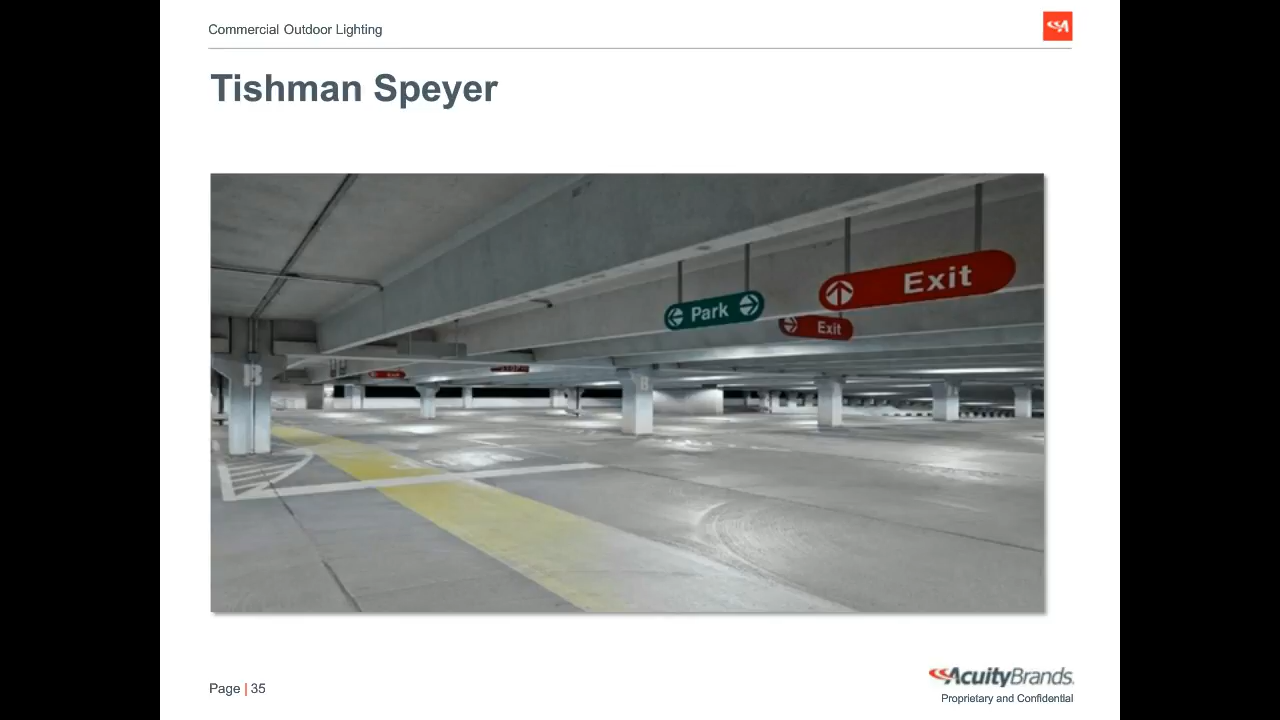 Commercial Outdoor Lighting
Tishman Speyer
Exit
Park
Exit
B
B
Page | 35
AcuityBrands.
Proprietary and Confidential